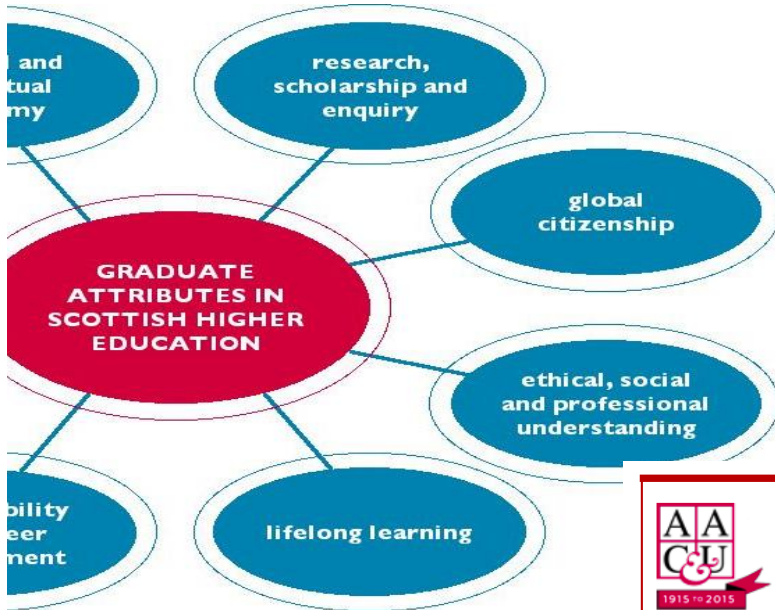 and
research,
scholarship and
enquiry
global
citizenship
GRADUATE
ATTRIBUTES IN
SCOTTISH HIGHER
EDUCATION
ethical, social
and professional
understanding
lifelong learning
A A
C & U
1915 TO 2015